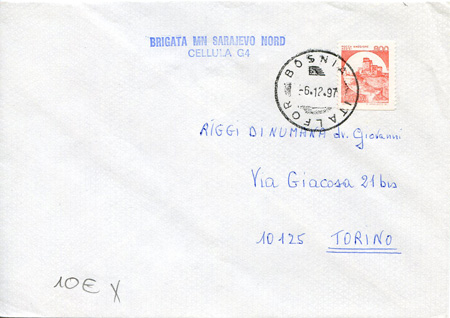 BRIGATA MN SARAJEVO NORD
CELLULA G4
BOSNIA
-6.12.97
ITALFOR
800
RIGGI DI NUMANA dr. Giovanni
Via Giacosa 21 bis
10125 TORINO
10 € X